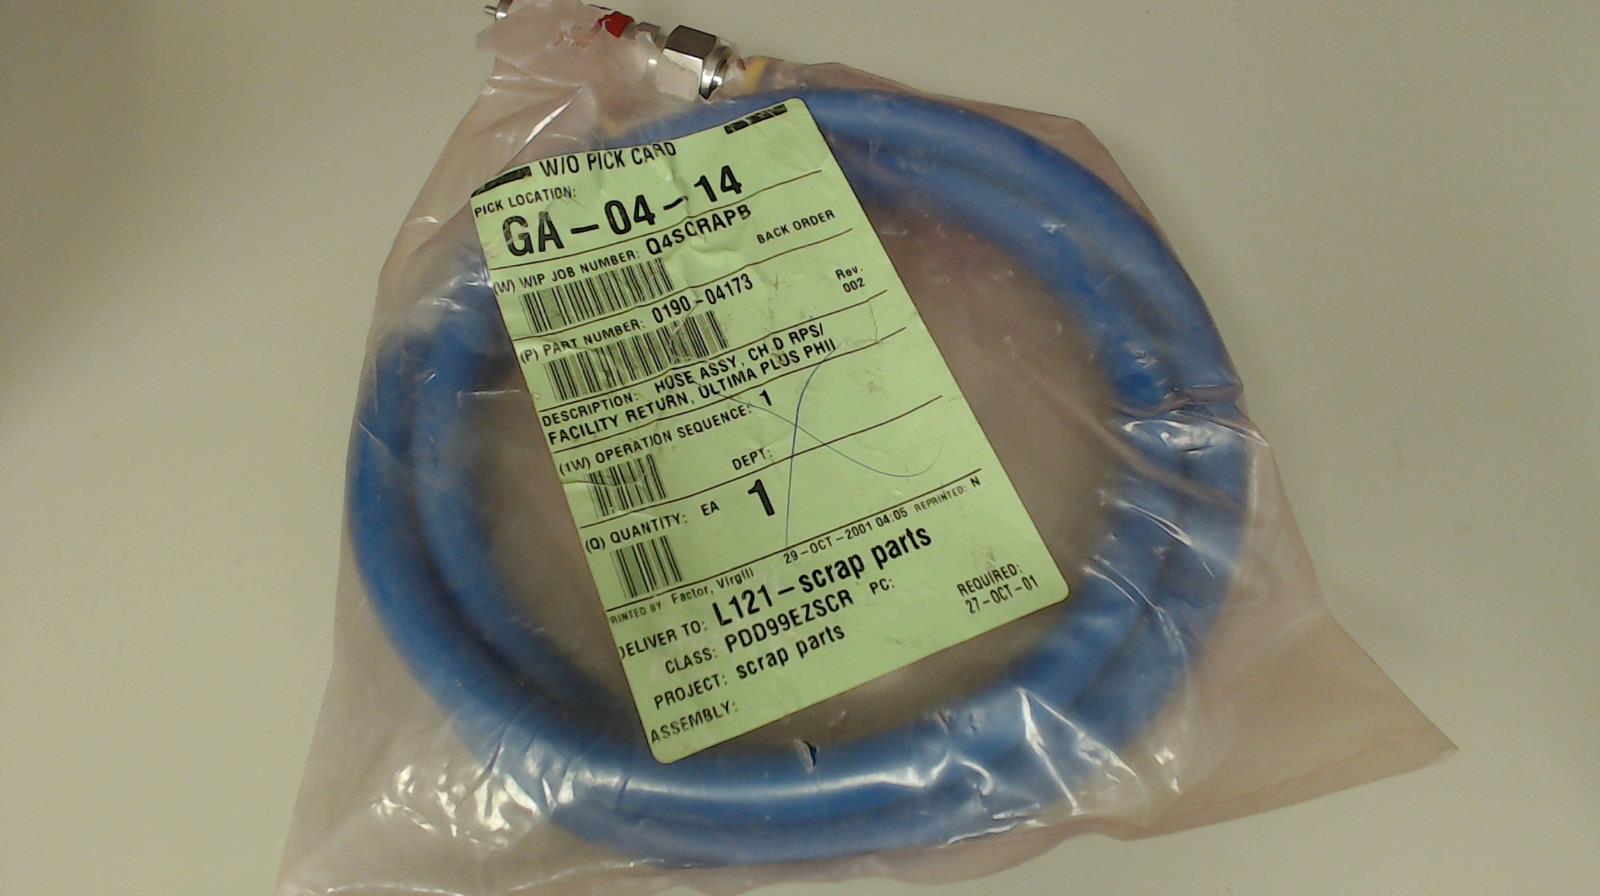 W/O PICK CARD
PICK LOCATION:
GA-04-14
(W) WIP JOB NUMBER: Q4SCRAPB
BACK ORDER
(P) PART NUMBER: 0190-04173
Rev.
002
DESCRIPTION: HOSE ASSY, CH D RPS/
FACILITY RETURN, ULTIMA PLUS PHII
(1W) OPERATION SEQUENCE: 1
DEPT:
(Q) QUANTITY: EA 1
RINTED BY: Factor, Virgil 29-OCT-2001 04:05 REPRINTED: N
DELIVER TO: L121-scrap parts
CLASS: PDD99EZSCR PC:
REQUIRED:
27-OCT-01
PROJECT: scrap parts
ASSEMBLY: